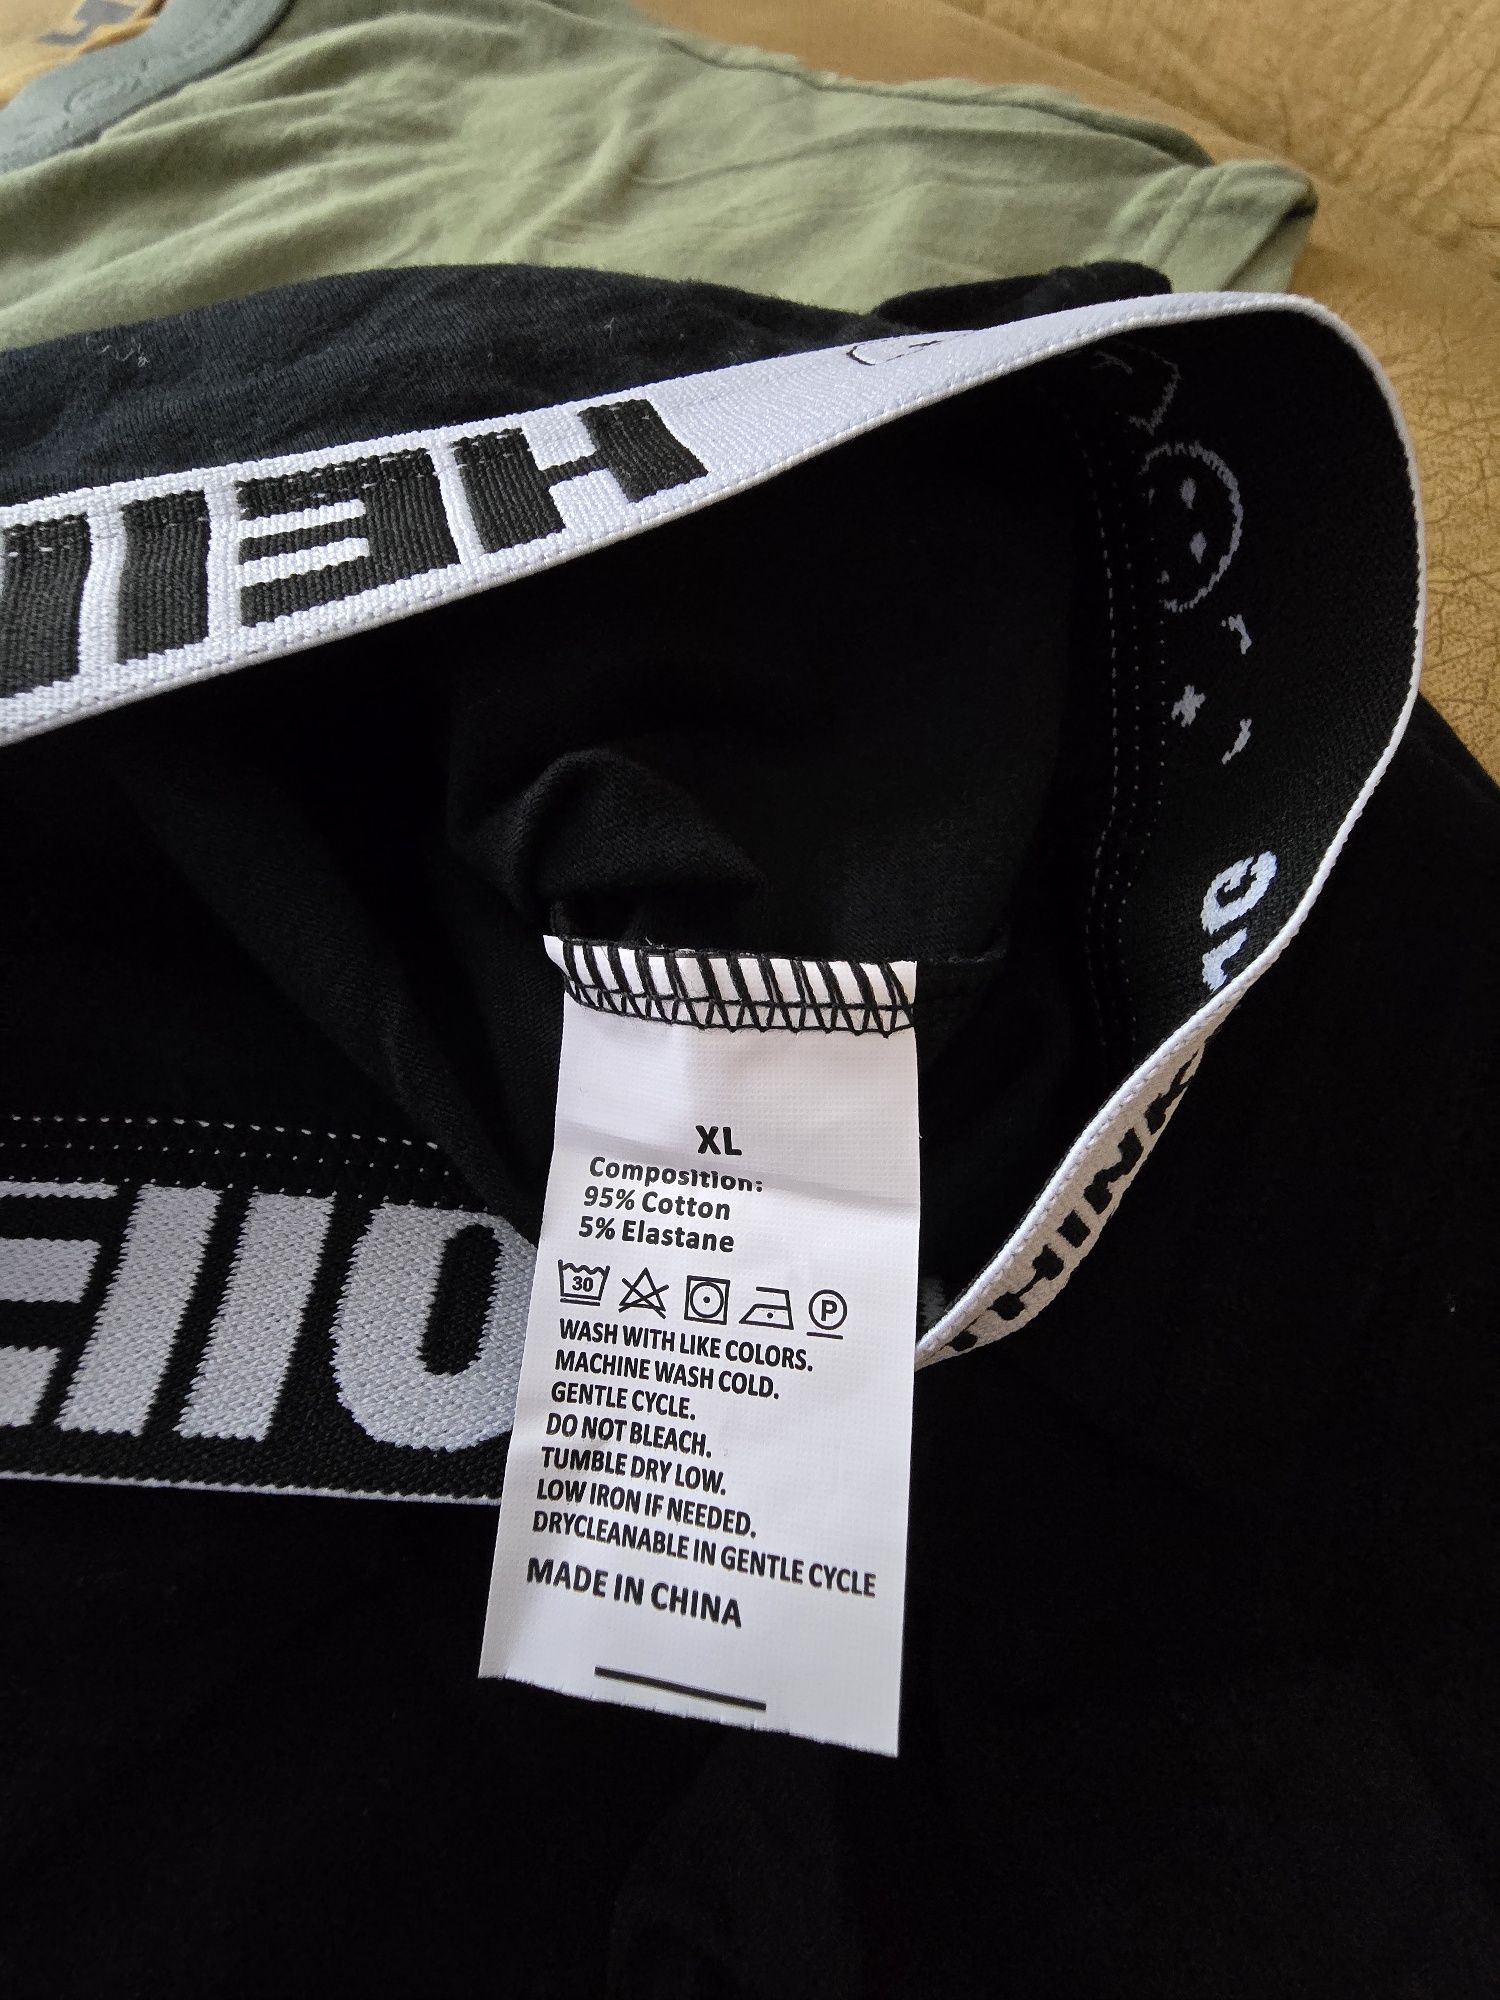 XL
Composition:
95% Cotton
5% Elastane
30 P
WASH WITH LIKE COLORS.
MACHINE WASH COLD.
GENTLE CYCLE.
DO NOT BLEACH.
TUMBLE DRY LOW.
LOW IRON IF NEEDED.
DRYCLEANABLE IN GENTLE CYCLE
MADE IN CHINA